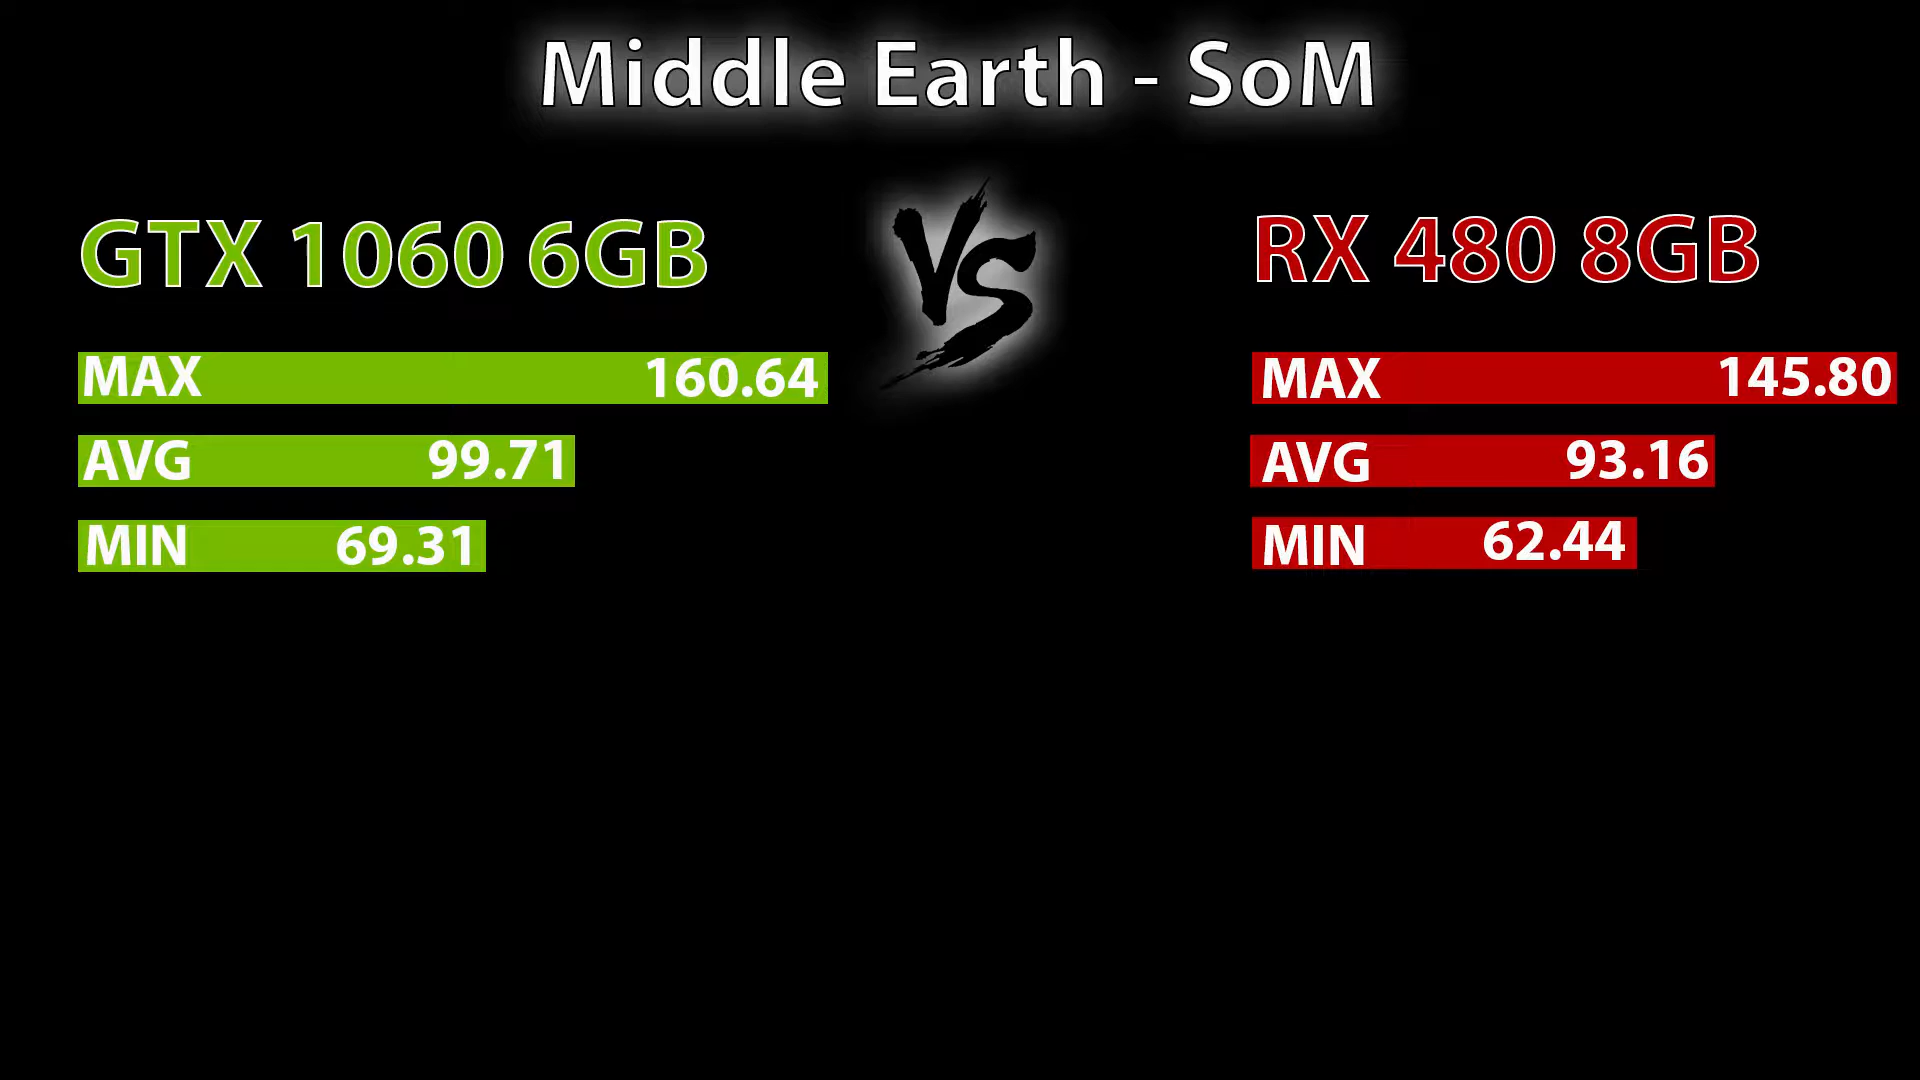 Middle Earth - SoM
GTX 1060 6GB
VS
RX 480 8GB
MAX 160.64
AVG 99.71
MIN 69.31
MAX 145.80
AVG 93.16
MIN 62.44